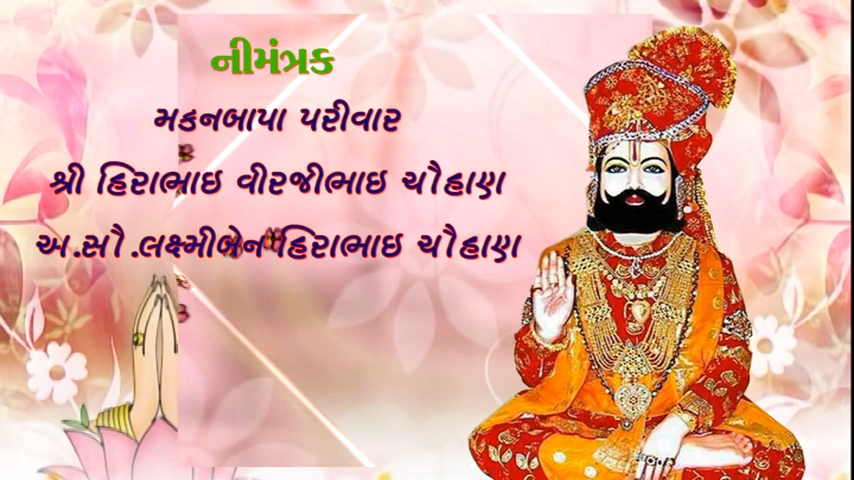 નીમંત્રક
મકનબાપા પરીવાર
શ્રી હિરાભાઇ વીરજીભાઇ ચૌહાણ
અ.સૌ.લક્ષ્મીબેન હિરાભાઇ ચૌહાણ